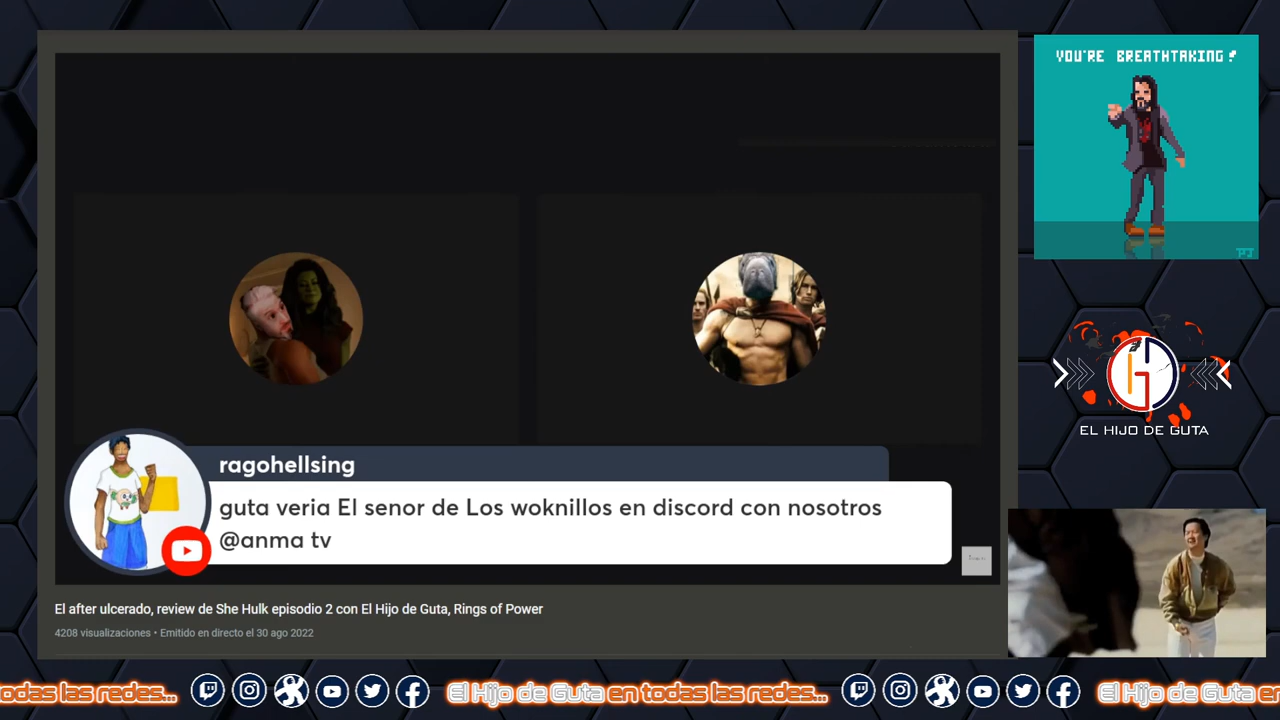 YOU'RE BREATHTAKING!
PJ
ragohellsing
guta veria El senor de Los woknillos en discord con nosotros
@anma tv
EL HIJO DE GUTA
El after ulcerado, review de She Hulk episodio 2 con El Hijo de Guta, Rings of Power
4208 visualizaciones • Emitido en directo el 30 ago 2022
todas las redes... El Hijo de Guta en todas las redes... El Hijo de Guta en